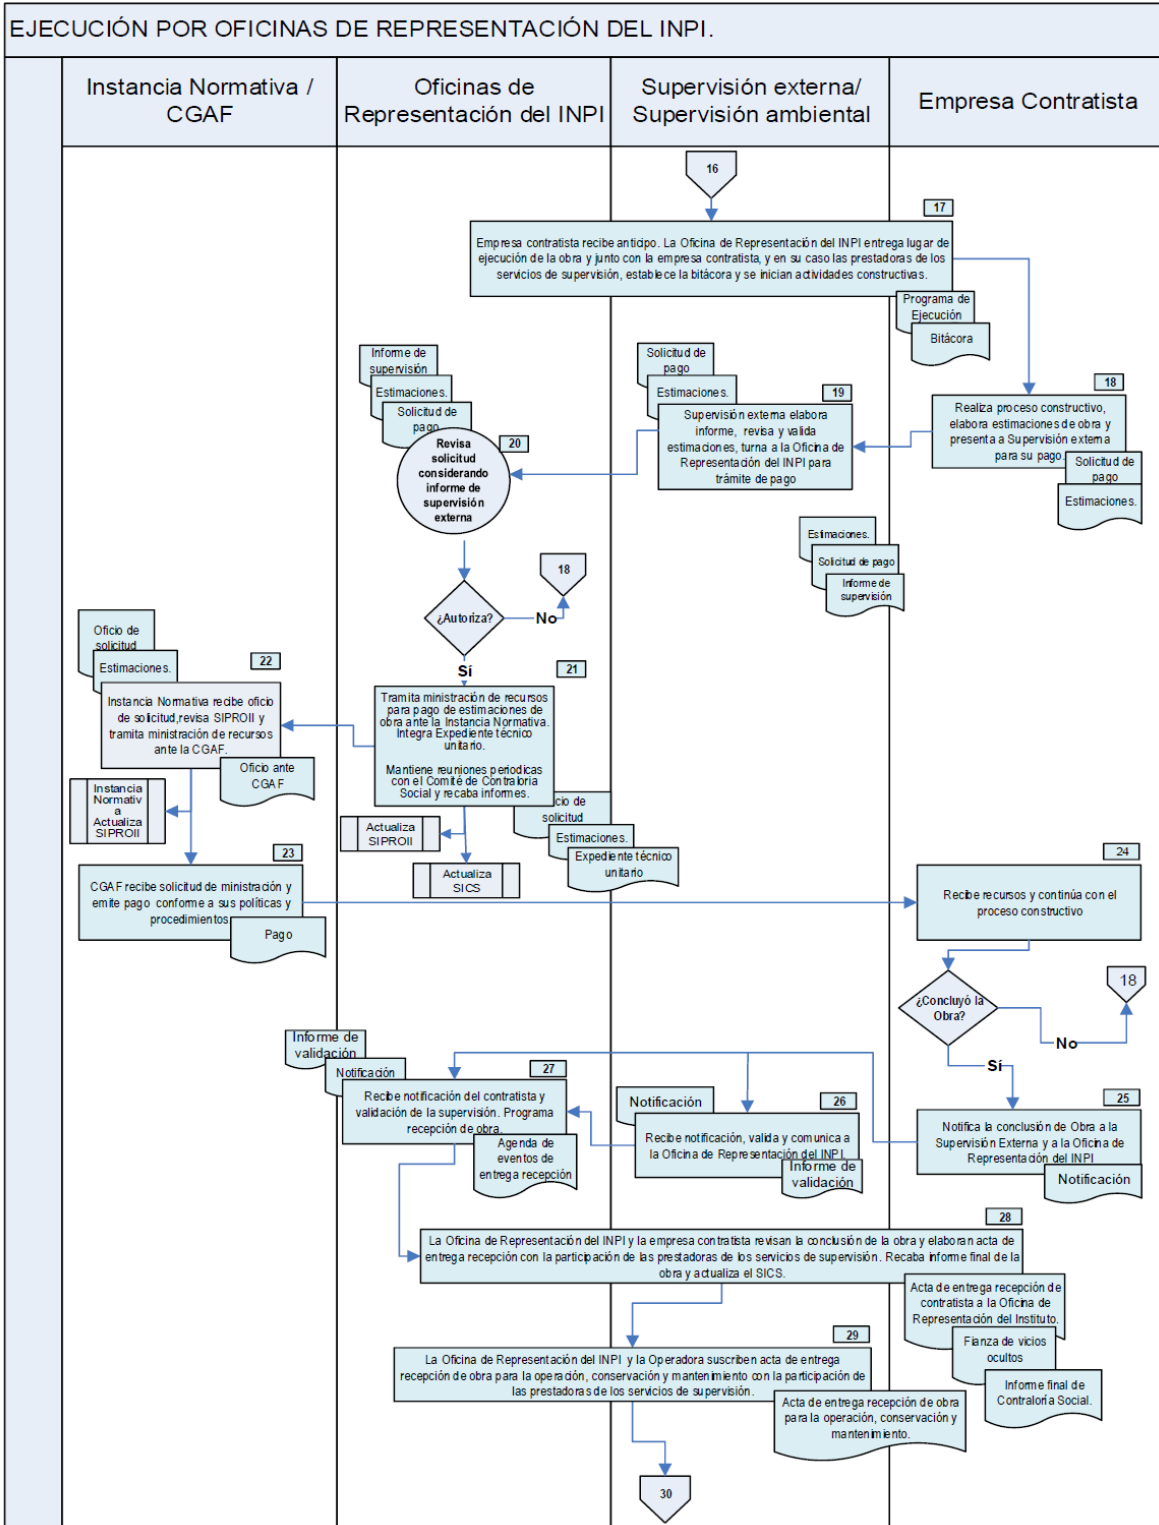 EJECUCIÓN POR OFICINAS DE REPRESENTACIÓN DEL INPI.
Instancia Normativa /
CGAF
Oficinas de
Representación del INPI
Supervisión externa/
Supervisión ambiental
Empresa Contratista
16
17
Empresa contratista recibe anticipo. La Oficina de Representación del INPI entrega lugar de
ejecución de la obra y junto con la empresa contratista, y en su caso las prestadoras de los
servicios de supervisión, establece la bitácora y se inician actividades constructivas.
Programa de
Ejecución
Bitácora
18
Realiza proceso constructivo,
elabora estimaciones de obra y
presenta a Supervisión externa
para su pago.
Solicitud de
pago
Estimaciones.
Solicitud de
pago
Estimaciones.
19
Supervisión externa elabora
informe, revisa y valida
estimaciones, turna a la Oficina de
Representación del INPI para
trámite de pago
Estimaciones.
Solicitud de pago
Informe de
supervisión
Informe de
supervisión
Estimaciones.
Solicitud de
pago
20
Revisa
solicitud
considerando
informe de
supervisión
externa
¿Autoriza?
No
18
Sí
21
Tramita ministración de recursos
para pago de estimaciones de
obra ante la Instancia Normativa.
Integra Expediente técnico
unitario.
Mantiene reuniones periodicas
con el Comité de Contraloria
Social y recaba informes.
cio de
solicitud
Estimaciones.
Expediente técnico
unitario
Actualiza
SIPROII
Actualiza
SICS
Oficio de
solicitud
Estimaciones.
22
Instancia Normativa recibe oficio
de solicitud,revisa SIPROII y
tramita ministración de recursos
ante la CGAF.
Oficio ante
CGAF
Instancia
Normativ
a
Actualiza
SIPROII
23
CGAF recibe solicitud de ministración y
emite pago conforme a sus políticas y
procedimientos
Pago
24
Recibe recursos y continúa con el
proceso constructivo
¿Concluyó la
Obra?
No
18
Sí
25
Notifica la conclusión de Obra a la
Supervisión Externa y a la Oficina de
Representación del INPI
Notificación
Notificación
26
Recibe notificación, valida y comunica a
la Oficina de Representación del INPI.
Informe de
validación
Informe de
validación
Notificación
27
Recibe notificación del contratista y
validación de la supervisión. Programa
recepción de obra.
Agenda de
eventos de
entrega recepción
28
La Oficina de Representación del INPI y la empresa contratista revisan la conclusión de la obra y elaboran acta de
entrega recepción con la participación de las prestadoras de los servicios de supervisión. Recaba informe final de la
obra y actualiza el SICS.
Acta de entrega recepción de
contratista a la Oficina de
Representación del Instituto.
Fianza de vicios
ocultos
Informe final de
Contraloría Social.
29
La Oficina de Representación del INPI y la Operadora suscriben acta de entrega
recepción de obra para la operación, conservación y mantenimiento con la participación de
las prestadoras de los servicios de supervisión.
Acta de entrega recepción de obra
para la operación, conservación y
mantenimiento.
30